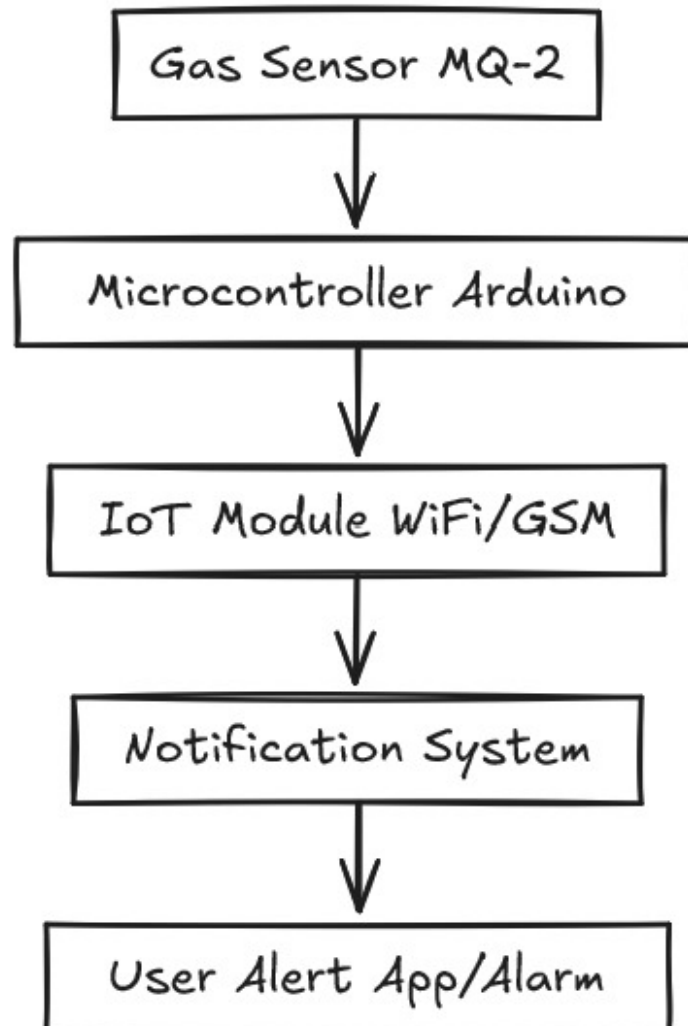 Gas Sensor MQ-2
Microcontroller Arduino
IoT Module WiFi/GSM
Notification System
User Alert App/Alarm